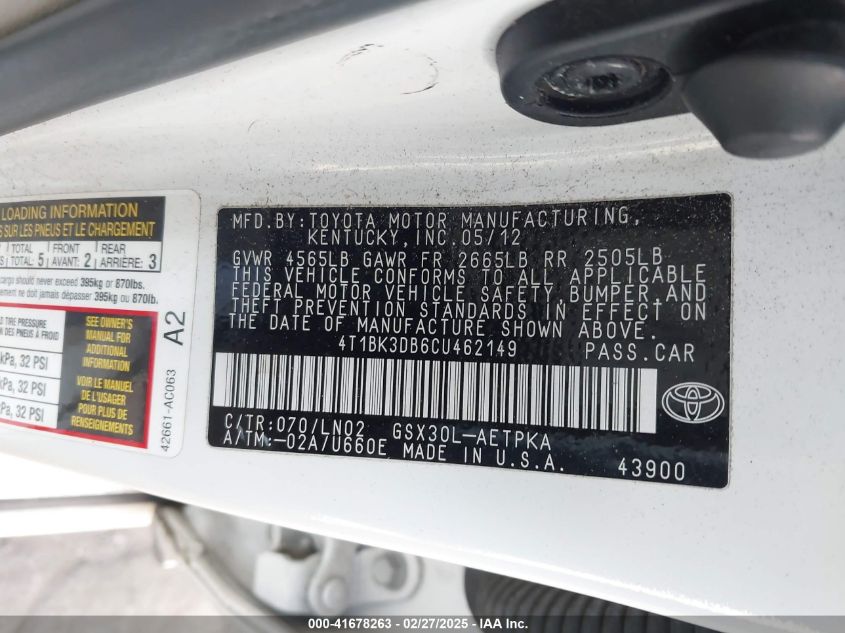 LOADING INFORMATION
SUR LES PNEUS ET LE CHARGEMENT
TOTAL: 5 FRONT AVANT: 2 REAR ARRIÈRE: 3
cargo should never exceed 395kg or 870lbs.
ne doit jamais dépasser 395kg ou 870lb.
TIRE PRESSURE
DES PNEUS À FROID
kPa, 32 PSI
kPa, 32 PSI
kPa, 32 PSI
SEE OWNER'S
MANUAL FOR
ADDITIONAL
INFORMATION
VOIR LE MANUEL
DE L'USAGER
POUR PLUS DE
RENSEIGNEMENTS
42661-AC063 A2
MFD.BY:TOYOTA MOTOR MANUFACTURING,
KENTUCKY, INC. 05/12
GVWR 4565LB GAWR FR 2665LB RR 2505LB
THIS VEHICLE CONFORMS TO ALL APPLICABLE
FEDERAL MOTOR VEHICLE SAFETY, BUMPER, AND
THEFT PREVENTION STANDARDS IN EFFECT ON
THE DATE OF MANUFACTURE SHOWN ABOVE.
4T1BK3DB6CU462149 PASS.CAR
C/TR:070/LN02 GSX30L-AETPKA
A/TM:-02A/U660E MADE IN U.S.A. 43900
000-41678263 - 02/27/2025 - IAA Inc.